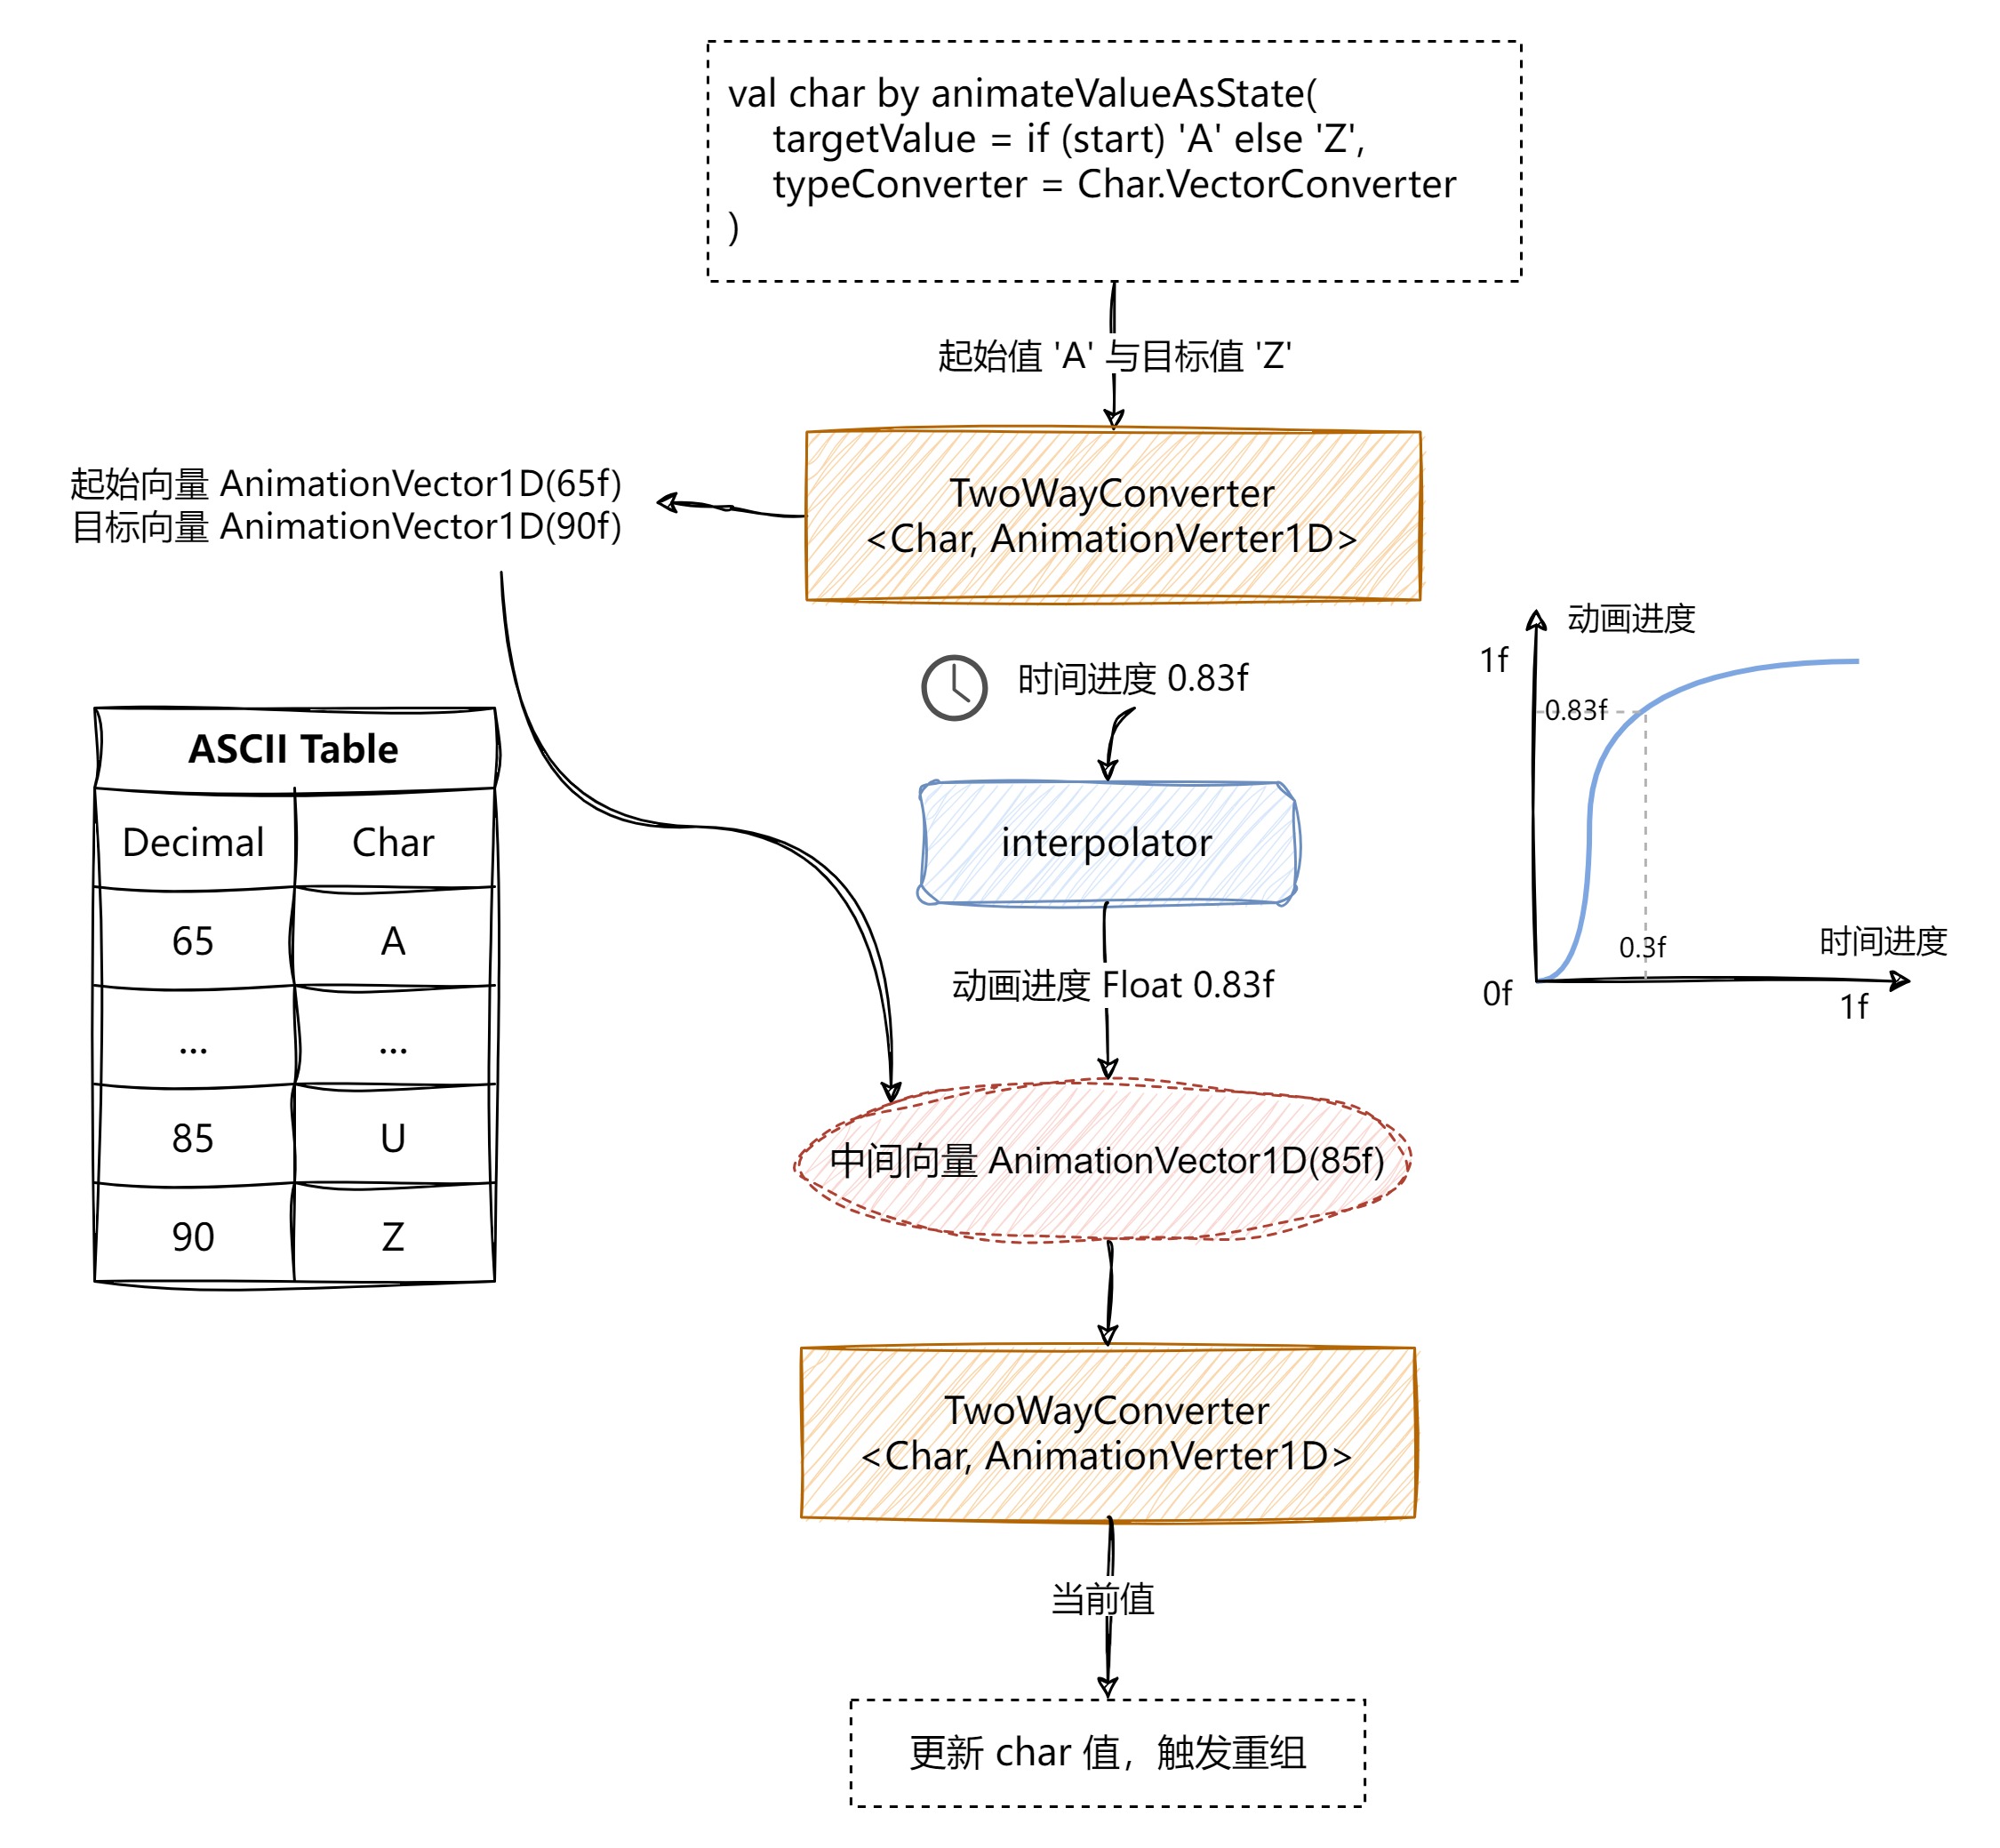 val char by animateValueAsState(
targetValue = if (start) 'A' else 'Z',
typeConverter = Char.VectorConverter
)
起始值 'A' 与目标值 'Z'
TwoWayConverter
<Char, AnimationVerter1D>
起始向量 AnimationVector1D(65f)
目标向量 AnimationVector1D(90f)
时间进度 0.83f
interpolator
动画进度 Float 0.83f
动画进度
1f
0.83f
0.3f
时间进度
0f
1f
ASCII Table
Decimal Char
65 A
... ...
85 U
90 Z
中间向量 AnimationVector1D(85f)
TwoWayConverter
<Char, AnimationVerter1D>
当前值
更新 char 值，触发重组